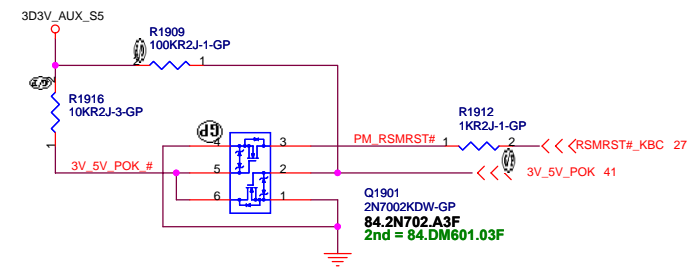 3D3V_AUX_S5
R1909
100KR2J-1-GP
2
1
G/P
2
R1916
10KR2J-3-GP
1
GP
4
3
PM_RSMRST#
R1912
1KR2J-1-GP
1
2
RSMRST#_KBC 27
3V_5V_POK_#
5
2
3V_5V_POK 41
6
1
Q1901
2N7002KDW-GP
84.2N702.A3F
2nd = 84.DM601.03F